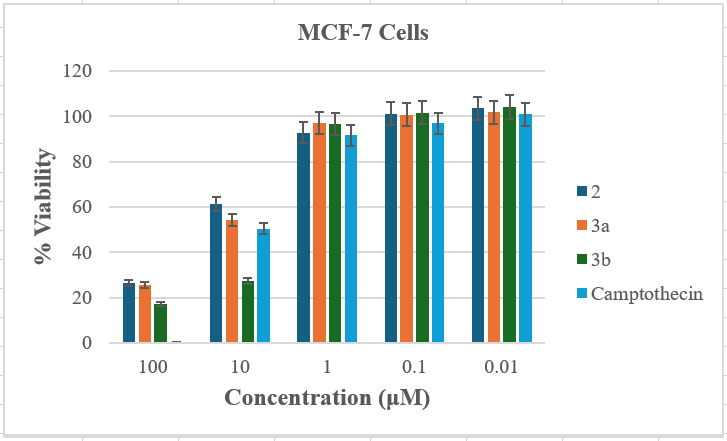 MCF-7 Cells
120
100
80
60
40
20
0
% Viability
100 10 1 0.1 0.01
Concentration (µM)
2
3a
3b
Camptothecin